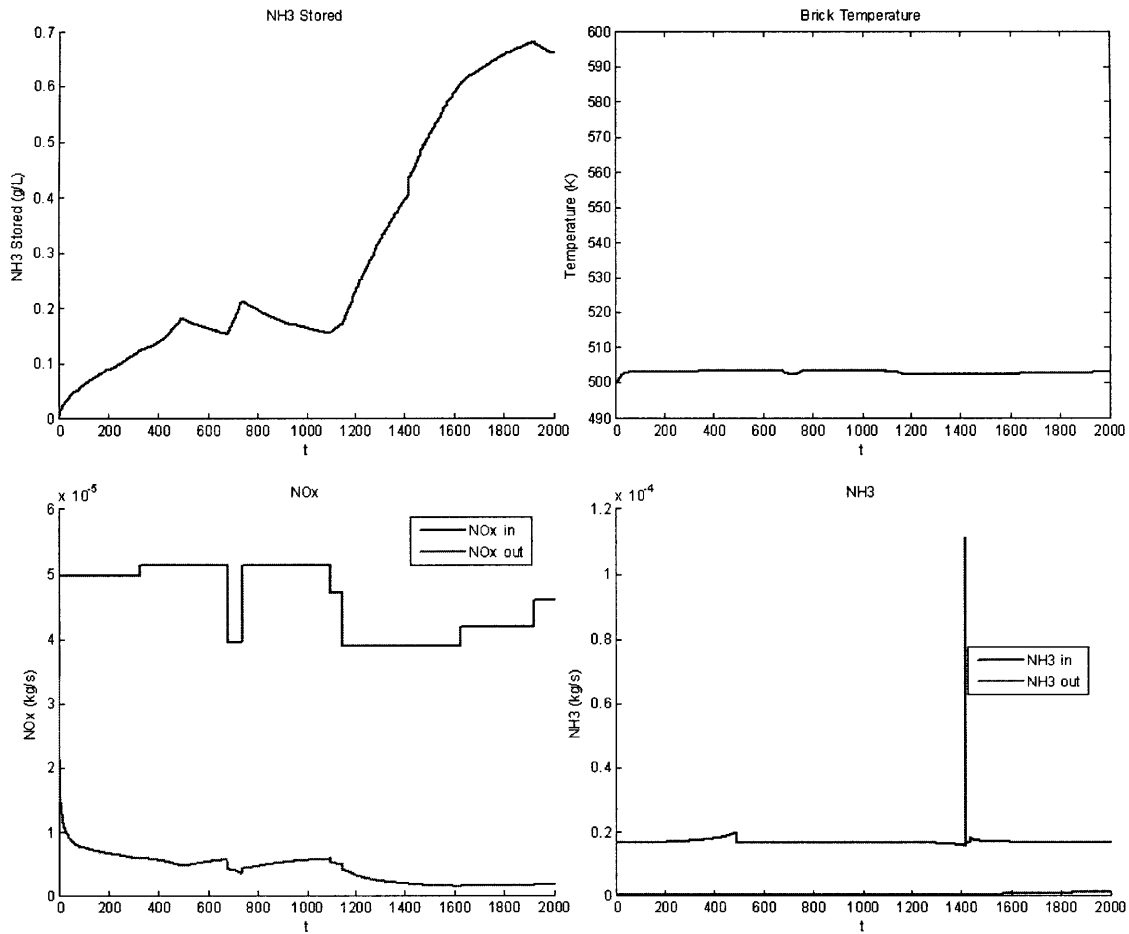 NH3 Stored
0.7
0.6
0.5
0.4
0.3
0.2
0.1
0
NH3 Stored (g/L)
0 200 400 600 800 1000 1200 1400 1600 1800 2000
t
Brick Temperature
600
590
580
570
560
550
540
530
520
510
500
490
Temperature (K)
0 200 400 600 800 1000 1200 1400 1600 1800 2000
t
NOx
x 10^-5
6
5
4
3
2
1
0
NOx (kg/s)
NOx in
NOx out
0 200 400 600 800 1000 1200 1400 1600 1800 2000
t
NH3
x 10^-4
1.2
1
0.8
0.6
0.4
0.2
0
NH3 (kg/s)
NH3 in
NH3 out
0 200 400 600 800 1000 1200 1400 1600 1800 2000
t